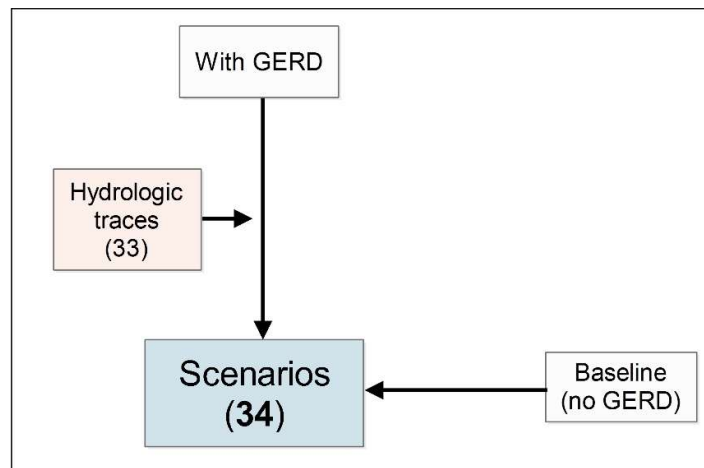 With GERD
Hydrologic
traces
(33)
Scenarios
(34)
Baseline
(no GERD)